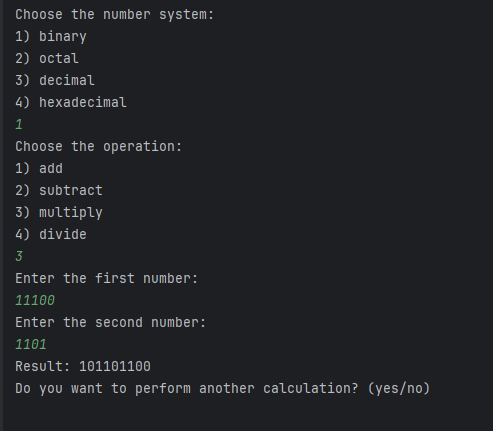 Choose the number system:
1) binary
2) octal
3) decimal
4) hexadecimal
1
Choose the operation:
1) add
2) subtract
3) multiply
4) divide
3
Enter the first number:
11100
Enter the second number:
1101
Result: 101101100
Do you want to perform another calculation? (yes/no)